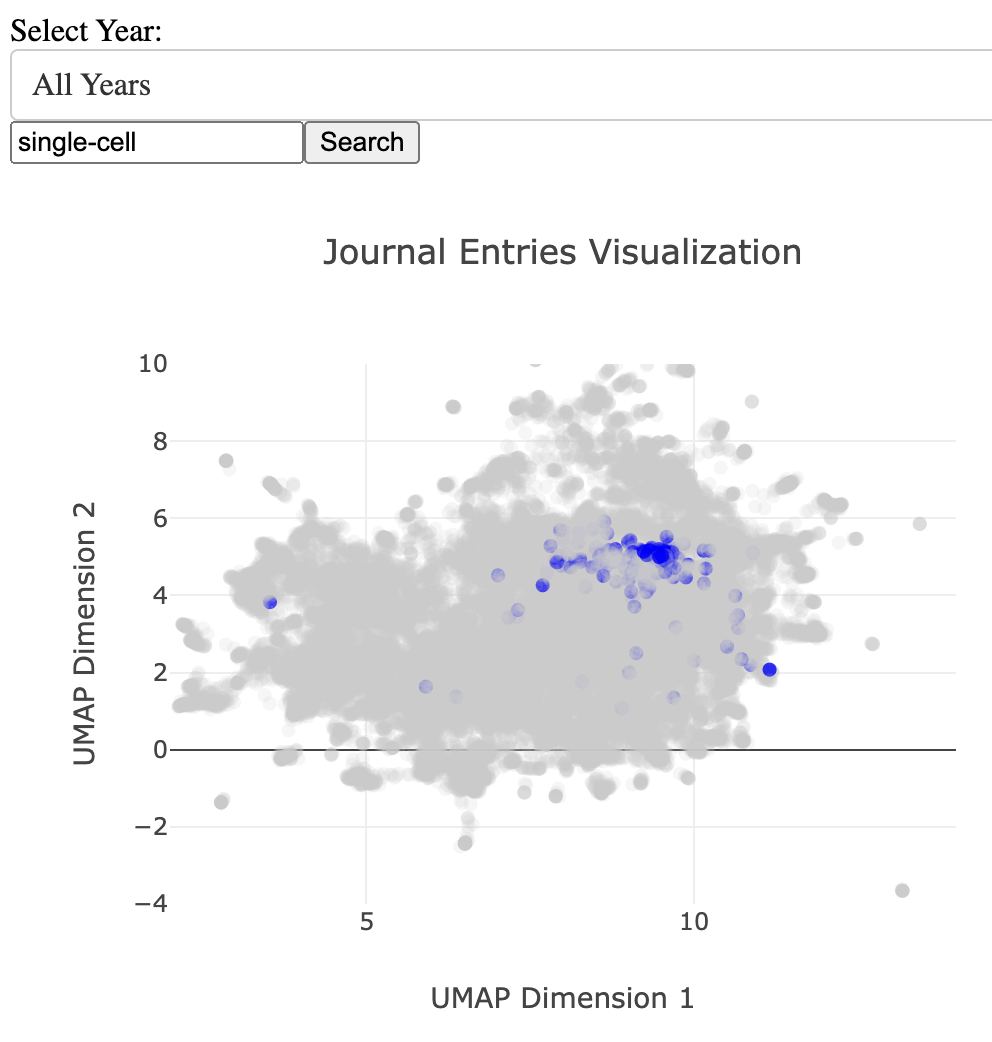 Select Year:
All Years
single-cell Search
Journal Entries Visualization
10
8
6
4
2
0
−2
−4
UMAP Dimension 2
5 10
UMAP Dimension 1